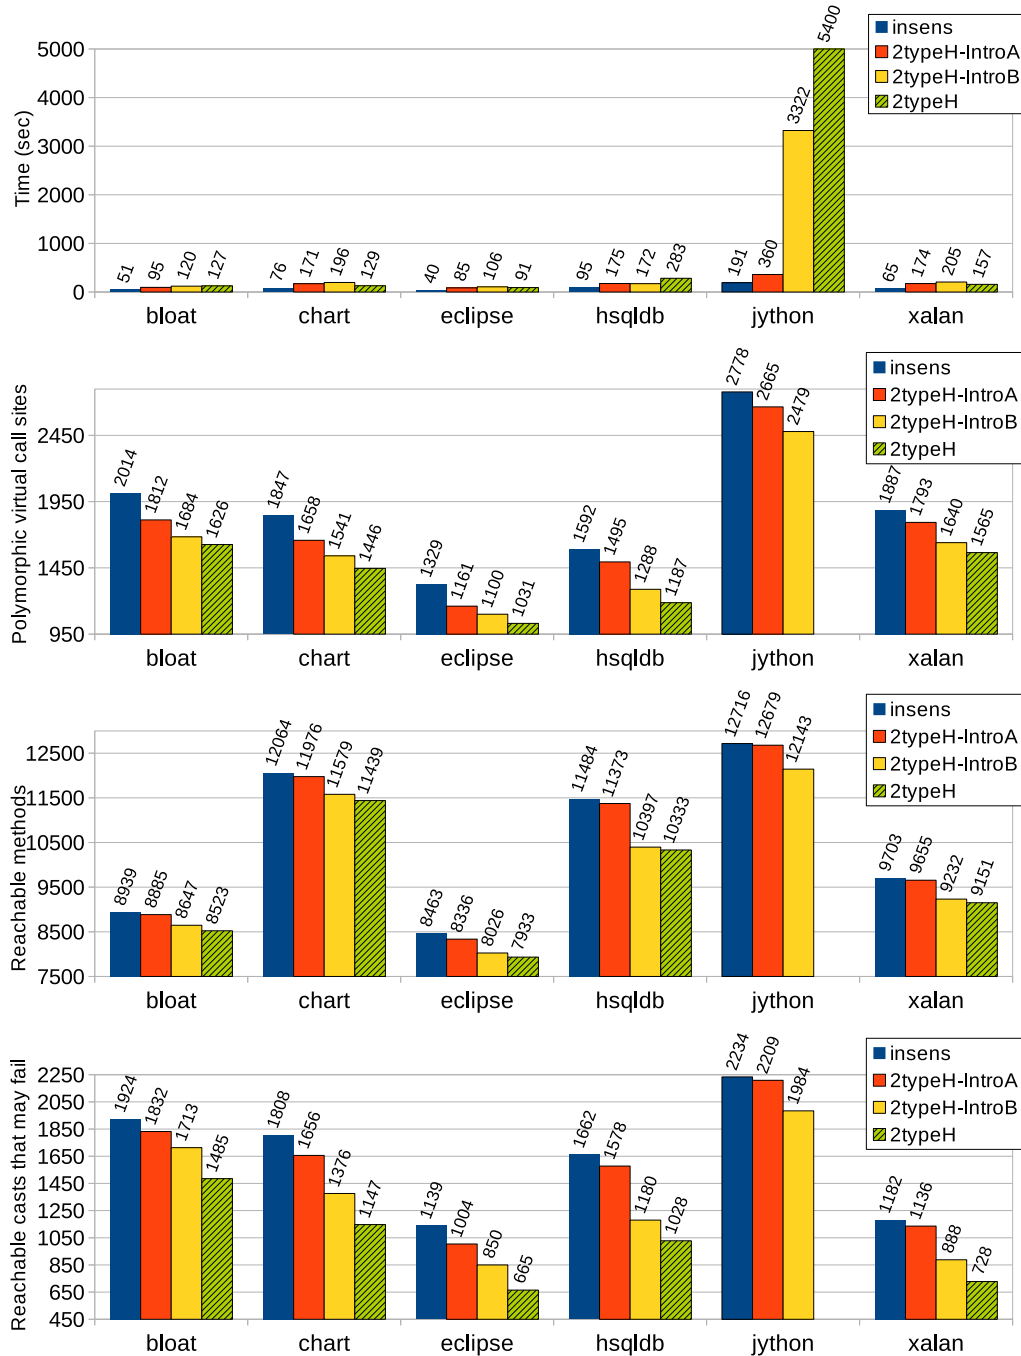 insens
2typeH-IntroA
2typeH-IntroB
2typeH
Time (sec)
5000
4000
3000
2000
1000
0
51 95 120 127
76 171 196 129
40 85 106 91
95 175 172 283
191 360 3322 5400
65 174 205 157
bloat chart eclipse hsqldb jython xalan
insens
2typeH-IntroA
2typeH-IntroB
2typeH
Polymorphic virtual call sites
2450
1950
1450
950
2014 1812 1684 1626
1847 1658 1541 1446
1329 1161 1100 1031
1592 1495 1288 1187
2778 2665 2479
1887 1793 1640 1565
bloat chart eclipse hsqldb jython xalan
insens
2typeH-IntroA
2typeH-IntroB
2typeH
Reachable methods
12500
11500
10500
9500
8500
7500
8939 8885 8647 8523
12064 11976 11579 11439
8463 8336 8026 7933
11484 11373 10397 10333
12716 12679 12143
9703 9655 9232 9151
bloat chart eclipse hsqldb jython xalan
insens
2typeH-IntroA
2typeH-IntroB
2typeH
Reachable casts that may fail
2250
2050
1850
1650
1450
1250
1050
850
650
450
1924 1832 1713 1485
1808 1656 1376 1147
1139 1004 850 665
1662 1578 1180 1028
2234 2209 1984
1182 1136 888 728
bloat chart eclipse hsqldb jython xalan